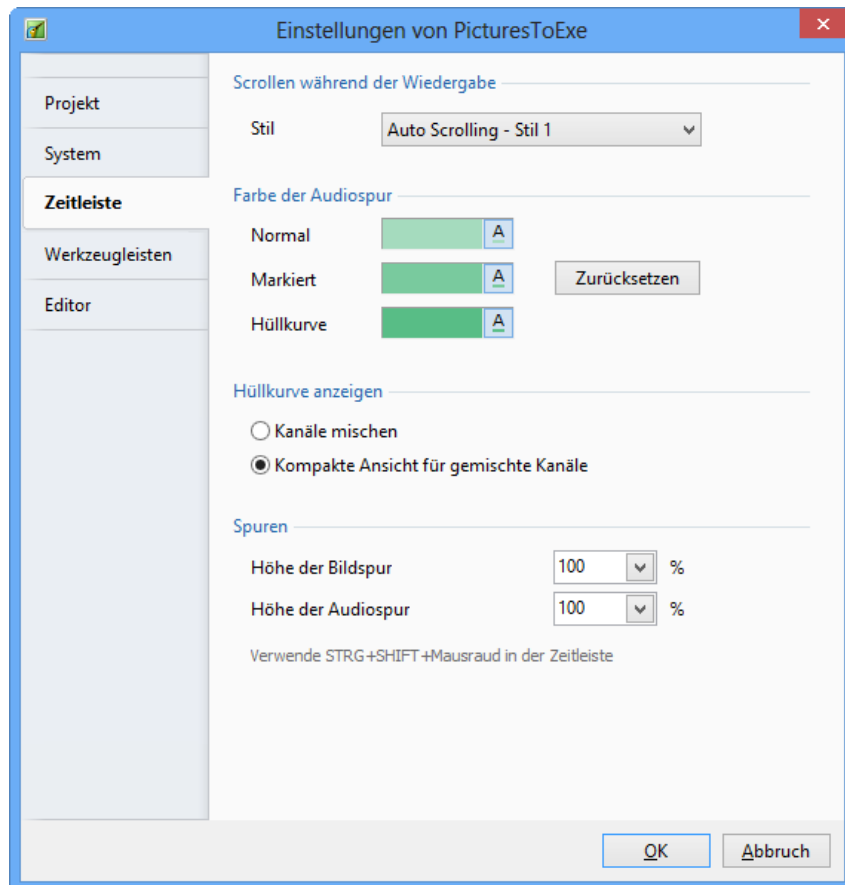 Einstellungen von PicturesToExe
Projekt
System
Zeitleiste
Werkzeugleisten
Editor
Scrollen während der Wiedergabe
Stil Auto Scrolling - Stil 1
Farbe der Audiospur
Normal A
Markiert A Zurücksetzen
Hüllkurve A
Hüllkurve anzeigen
Kanäle mischen
Kompakte Ansicht für gemischte Kanäle
Spuren
Höhe der Bildspur 100 %
Höhe der Audiospur 100 %
Verwende STRG+SHIFT+Mausraud in der Zeitleiste
OK Abbruch